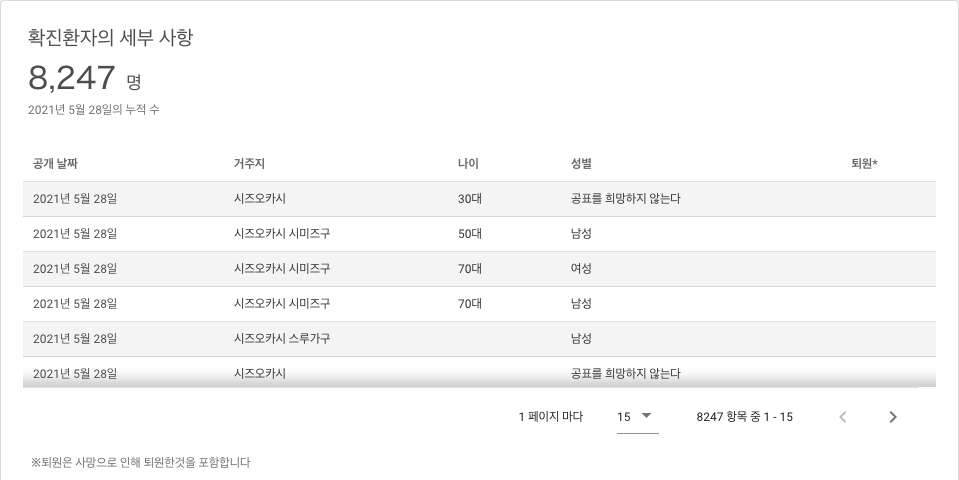 확진환자의 세부 사항
8,247 명
2021년 5월 28일의 누적 수
공개 날짜 거주지 나이 성별 퇴원*
2021년 5월 28일 시즈오카시 30대 공표를 희망하지 않는다
2021년 5월 28일 시즈오카시 시미즈구 50대 남성
2021년 5월 28일 시즈오카시 시미즈구 70대 여성
2021년 5월 28일 시즈오카시 시미즈구 70대 남성
2021년 5월 28일 시즈오카시 스루가구 남성
2021년 5월 28일 시즈오카시 공표를 희망하지 않는다
1 페이지 마다 15 8247 항목 중 1 - 15
※퇴원은 사망으로 인해 퇴원한것을 포함합니다